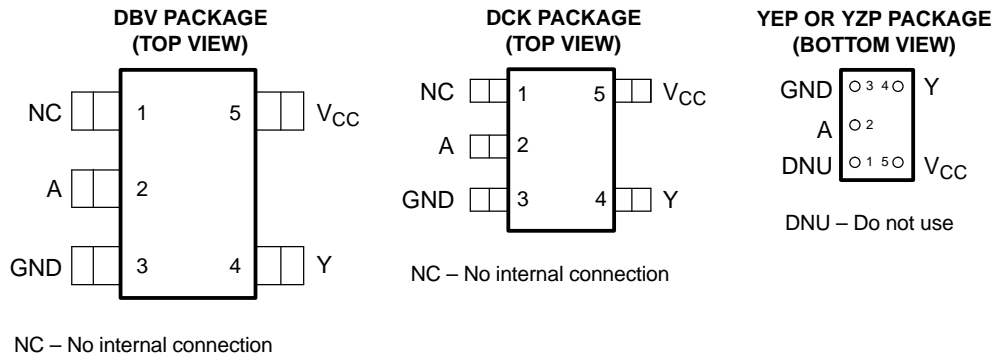 DBV PACKAGE
(TOP VIEW)
NC 1 5 VCC
A 2
GND 3 4 Y
NC – No internal connection
DCK PACKAGE
(TOP VIEW)
NC 1 5 VCC
A 2
GND 3 4 Y
NC – No internal connection
YEP OR YZP PACKAGE
(BOTTOM VIEW)
GND 3 4 Y
A 2
DNU 1 5 VCC
DNU – Do not use